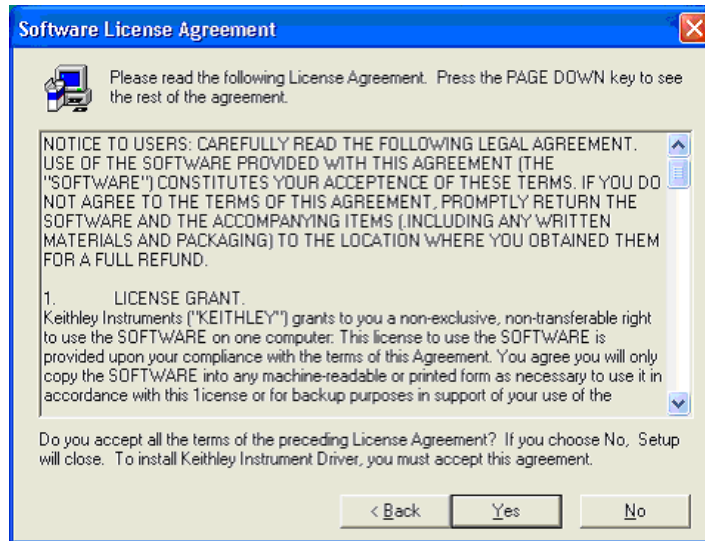 Software License Agreement
Please read the following License Agreement. Press the PAGE DOWN key to see
the rest of the agreement.
NOTICE TO USERS: CAREFULLY READ THE FOLLOWING LEGAL AGREEMENT.
USE OF THE SOFTWARE PROVIDED WITH THIS AGREEMENT (THE
"SOFTWARE") CONSTITUTES YOUR ACCEPTANCE OF THESE TERMS. IF YOU DO
NOT AGREE TO THE TERMS OF THIS AGREEMENT, PROMPTLY RETURN THE
SOFTWARE AND THE ACCOMPANYING ITEMS (.INCLUDING ANY WRITTEN
MATERIALS AND PACKAGING) TO THE LOCATION WHERE YOU OBTAINED THEM
FOR A FULL REFUND.
1. LICENSE GRANT.
Keithley Instruments ("KEITHLEY") grants to you a non-exclusive, non-transferable right
to use the SOFTWARE on one computer. This license to use the SOFTWARE is
provided upon your compliance with the terms of this Agreement. You agree you will only
copy the SOFTWARE into any machine-readable or printed form as necessary to use it in
accordance with this 1icense or for backup purposes in support of your use of the
Do you accept all the terms of the preceding License Agreement? If you choose No, Setup
will close. To install Keithley Instrument Driver, you must accept this agreement.
< Back Yes No